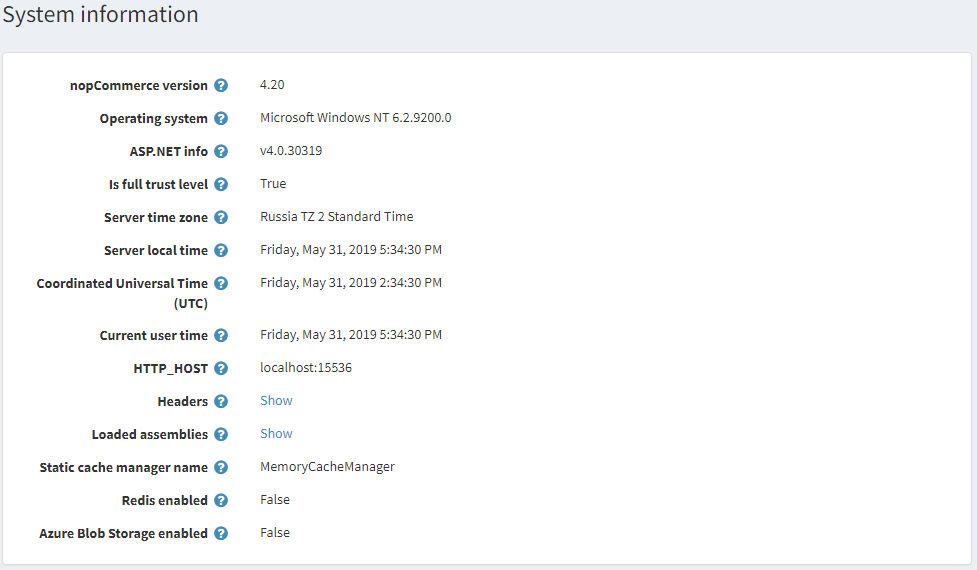 System information
nopCommerce version 4.20
Operating system Microsoft Windows NT 6.2.9200.0
ASP.NET info v4.0.30319
Is full trust level True
Server time zone Russia TZ 2 Standard Time
Server local time Friday, May 31, 2019 5:34:30 PM
Coordinated Universal Time Friday, May 31, 2019 2:34:30 PM
(UTC)
Current user time Friday, May 31, 2019 5:34:30 PM
HTTP_HOST localhost:15536
Headers Show
Loaded assemblies Show
Static cache manager name MemoryCacheManager
Redis enabled False
Azure Blob Storage enabled False